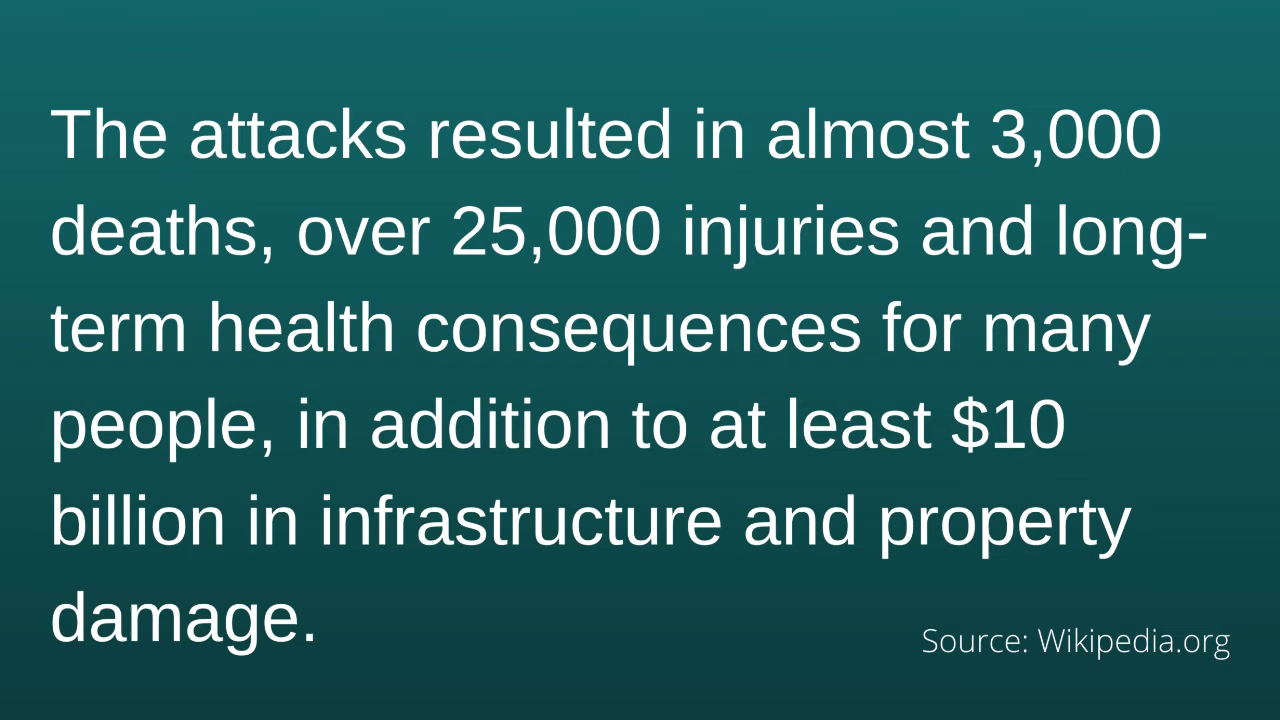 The attacks resulted in almost 3,000
deaths, over 25,000 injuries and long-
term health consequences for many
people, in addition to at least $10
billion in infrastructure and property
damage.
Source: Wikipedia.org